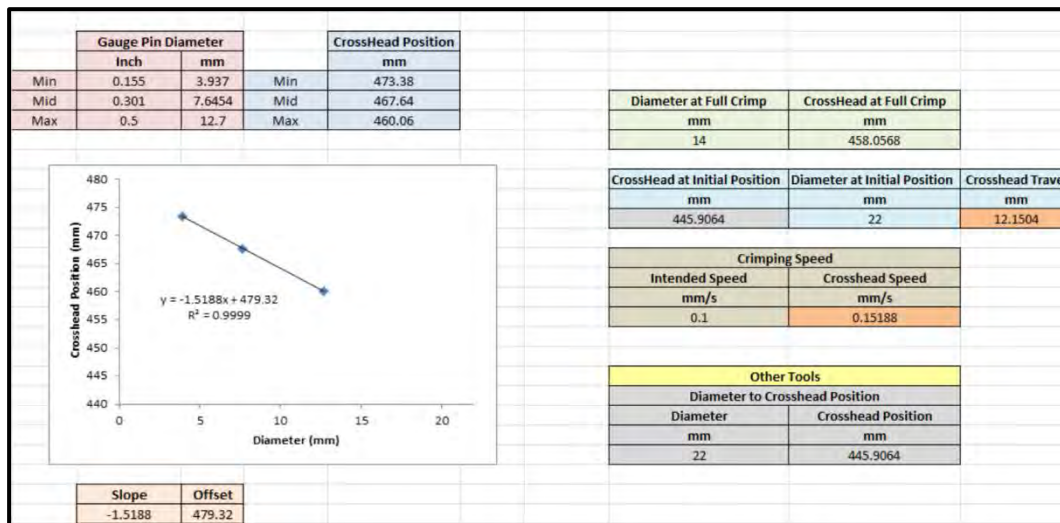 Gauge Pin Diameter CrossHead Position
Inch mm mm
Min 0.155 3.937 Min 473.38
Mid 0.301 7.6454 Mid 467.64
Max 0.5 12.7 Max 460.06
Diameter at Full Crimp CrossHead at Full Crimp
mm mm
14 458.0568
CrossHead at Initial Position Diameter at Initial Position Crosshead Trave
mm mm mm
445.9064 22 12.1504
Crimping Speed
Intended Speed Crosshead Speed
mm/s mm/s
0.1 0.15188
Other Tools
Diameter to Crosshead Position
Diameter Crosshead Position
mm mm
22 445.9064
Crosshead Position (mm)
480
475
470
465
460
455
450
445
440
y = -1.5188x + 479.32
R² = 0.9999
0 5 10 15 20
Diameter (mm)
Slope Offset
-1.5188 479.32